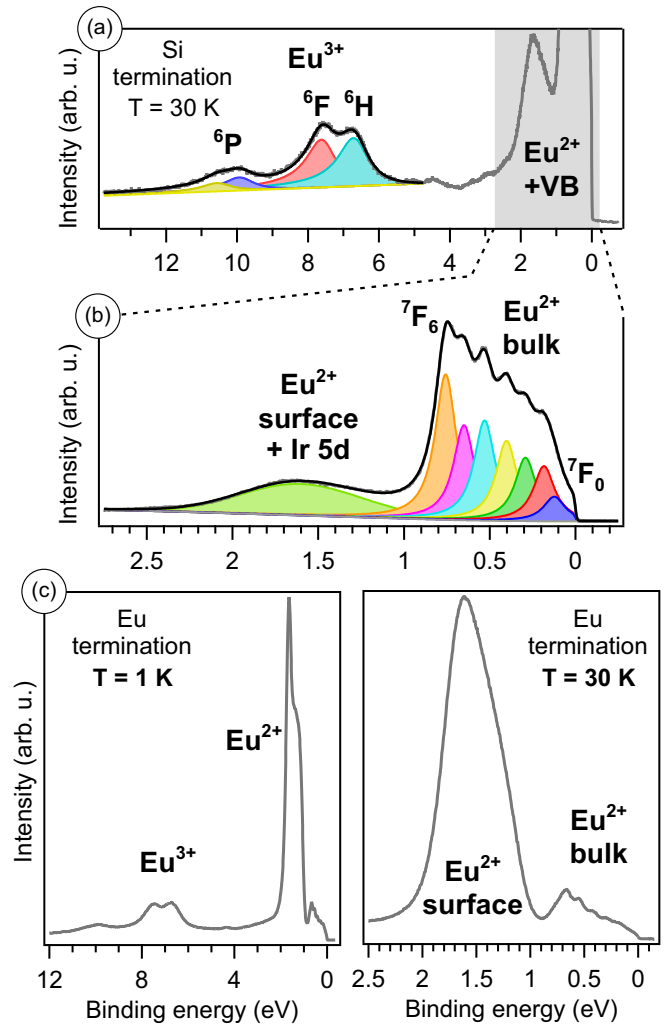 (a)
Intensity (arb. u.)
Si
termination
T = 30 K
Eu³⁺
⁶P
⁶F
⁶H
Eu²⁺
+VB
12
10
8
6
4
2
0
(b)
Intensity (arb. u.)
Eu²⁺
surface
+ Ir 5d
⁷F₆
Eu²⁺
bulk
⁷F₀
2.5
2
1.5
1
0.5
0
(c)
Intensity (arb. u.)
Eu
termination
T = 1 K
Eu²⁺
Eu³⁺
12
8
4
0
Binding energy (eV)
Eu
termination
T = 30 K
Eu²⁺
surface
Eu²⁺
bulk
2.5
2
1.5
1
0.5
0
Binding energy (eV)